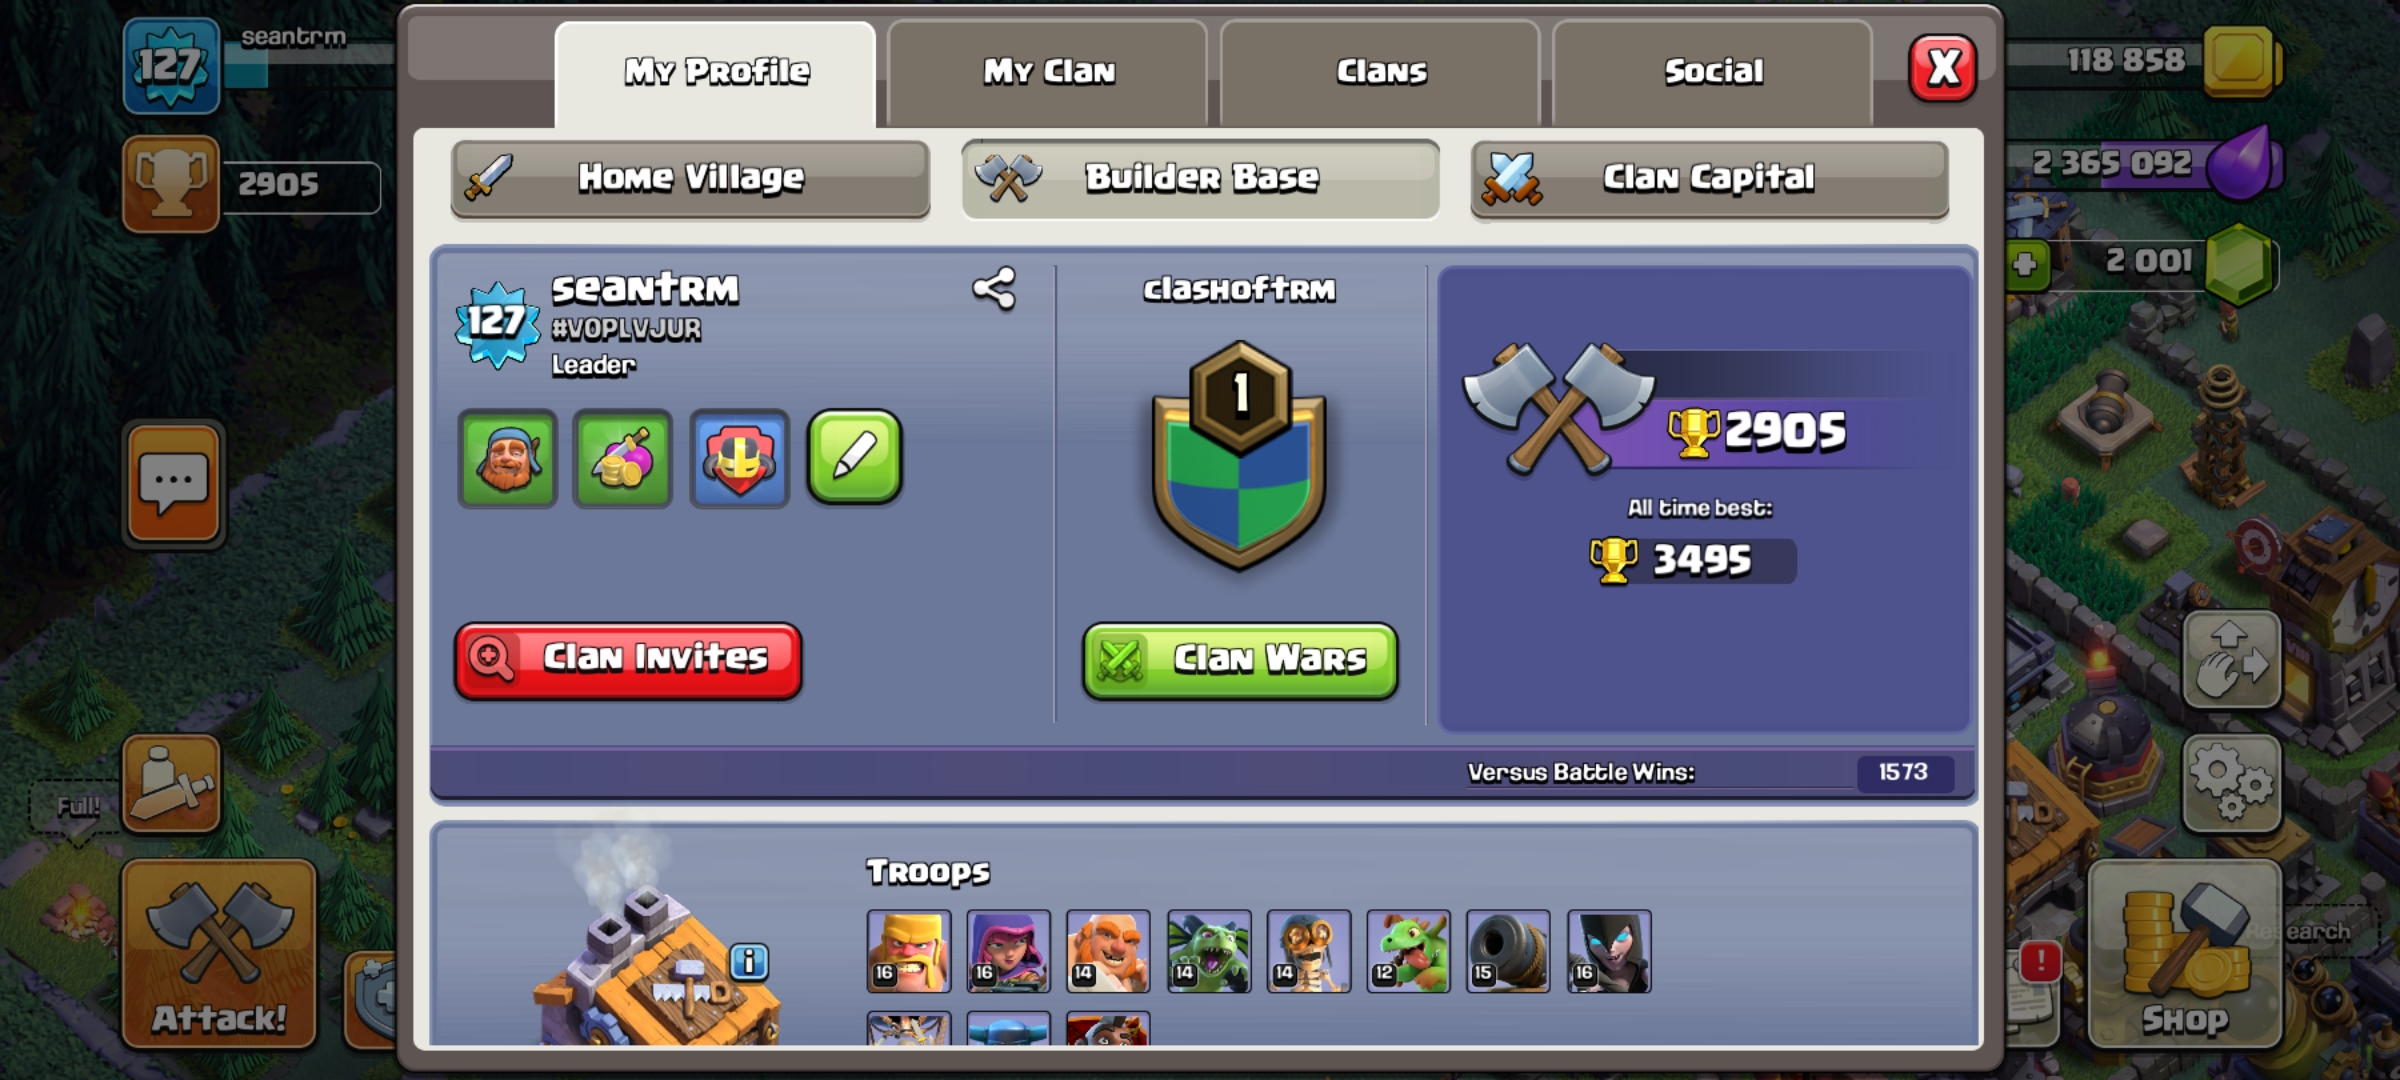 127
seantrm
2905
My Profile
My Clan
Clans
Social
X
118 858
2 365 092
2 001
Home Village
Builder Base
Clan Capital
127
seantrm
#VOPLVJUR
Leader
Clan Invites
clashoftrm
1
Clan Wars
2905
All time best:
3495
Versus Battle Wins: 1573
Full!
Attack!
Troops
16 16 14 14 14 12 15 16
i
!
Research
Shop